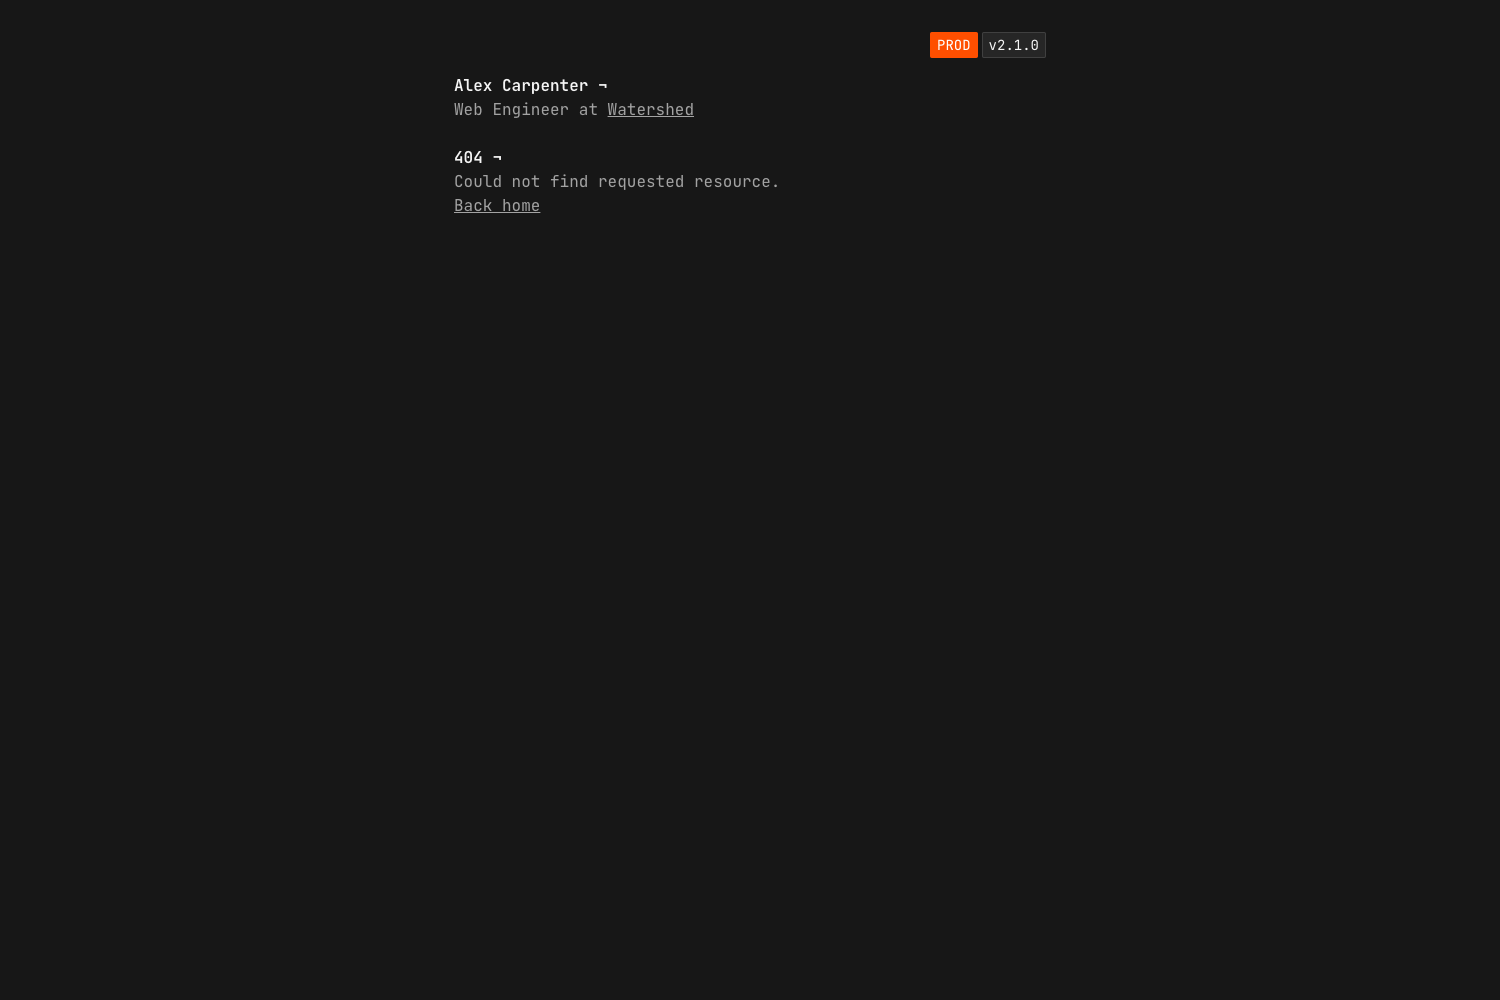 PROD v2.1.0
Alex Carpenter ¬
Web Engineer at Watershed
404 ¬
Could not find requested resource.
Back home